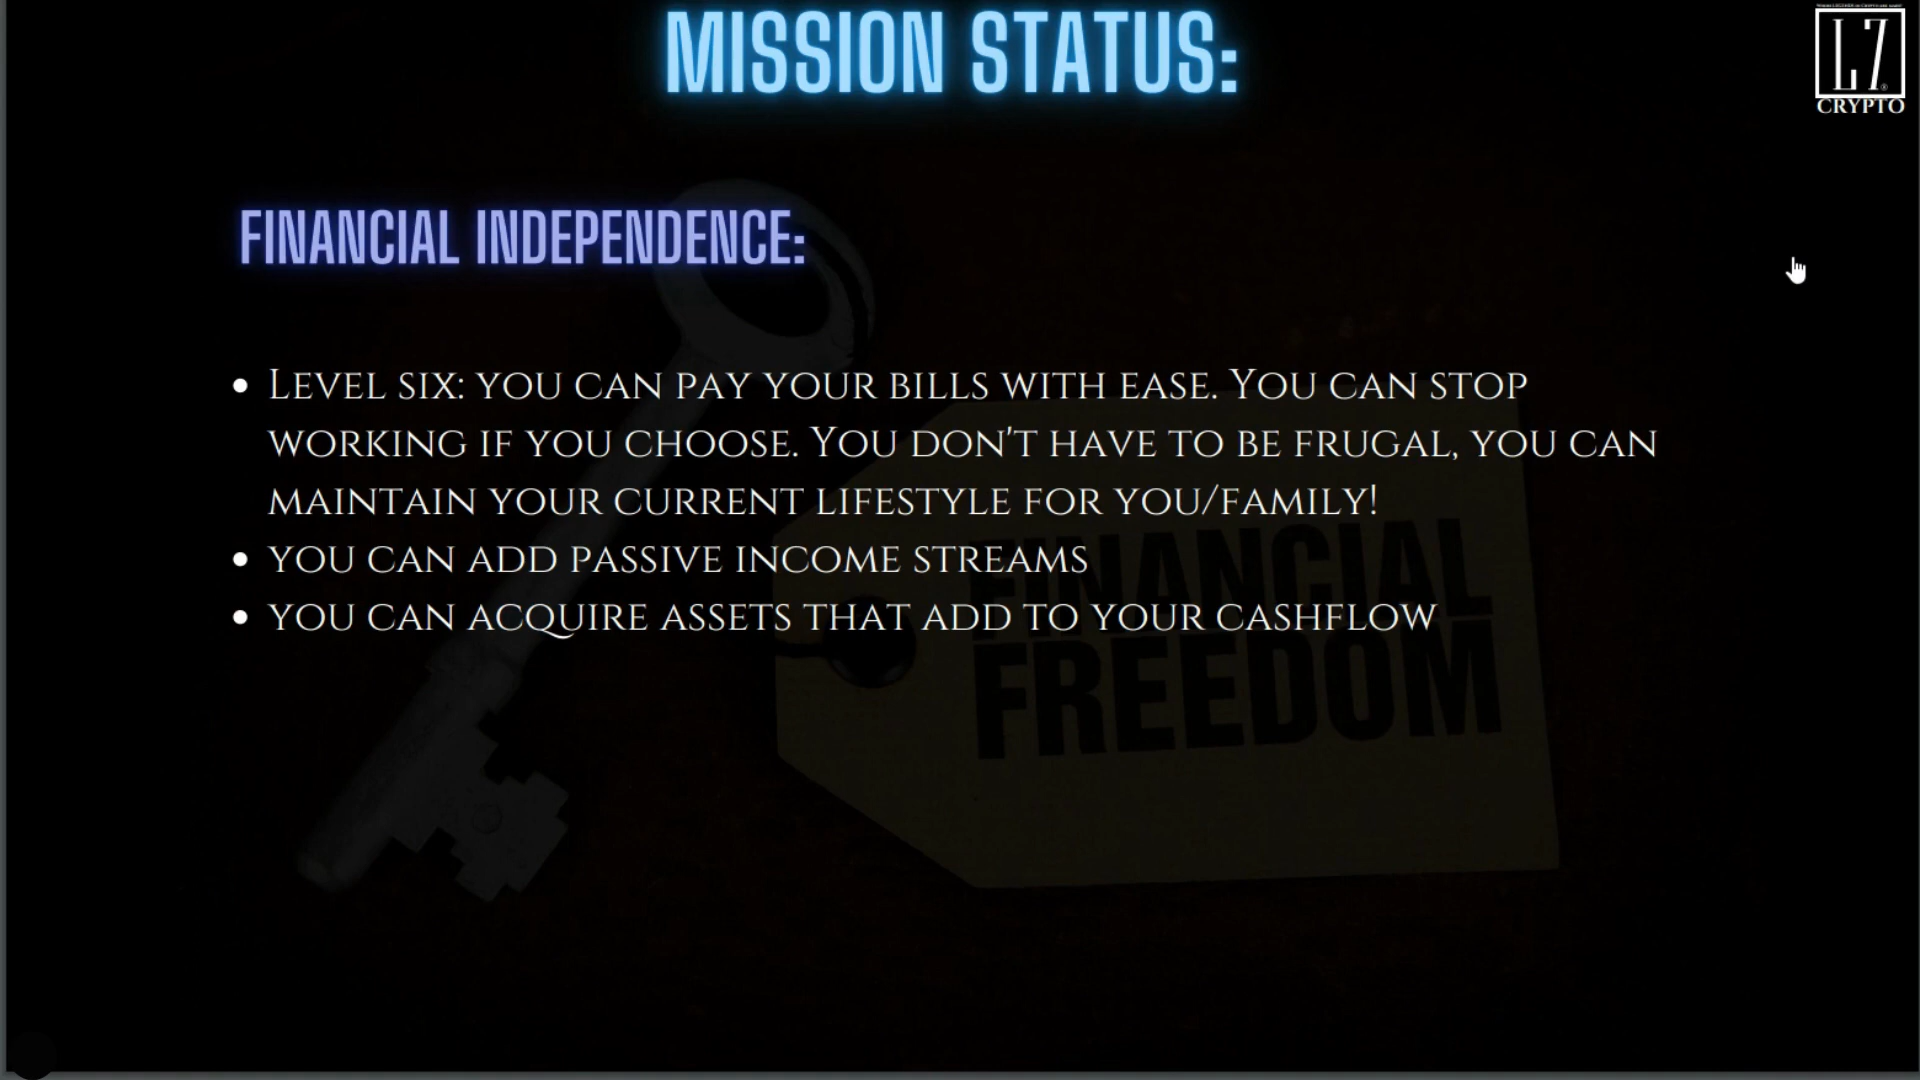 MISSION STATUS:
L7®
CRYPTO
FINANCIAL INDEPENDENCE:
• Level six: you can pay your bills with ease. You can stop
working if you choose. You don't have to be frugal, you can
maintain your current lifestyle for you/family!
• you can add passive income streams
• you can acquire assets that add to your cashflow
FINANCIAL
FREEDOM